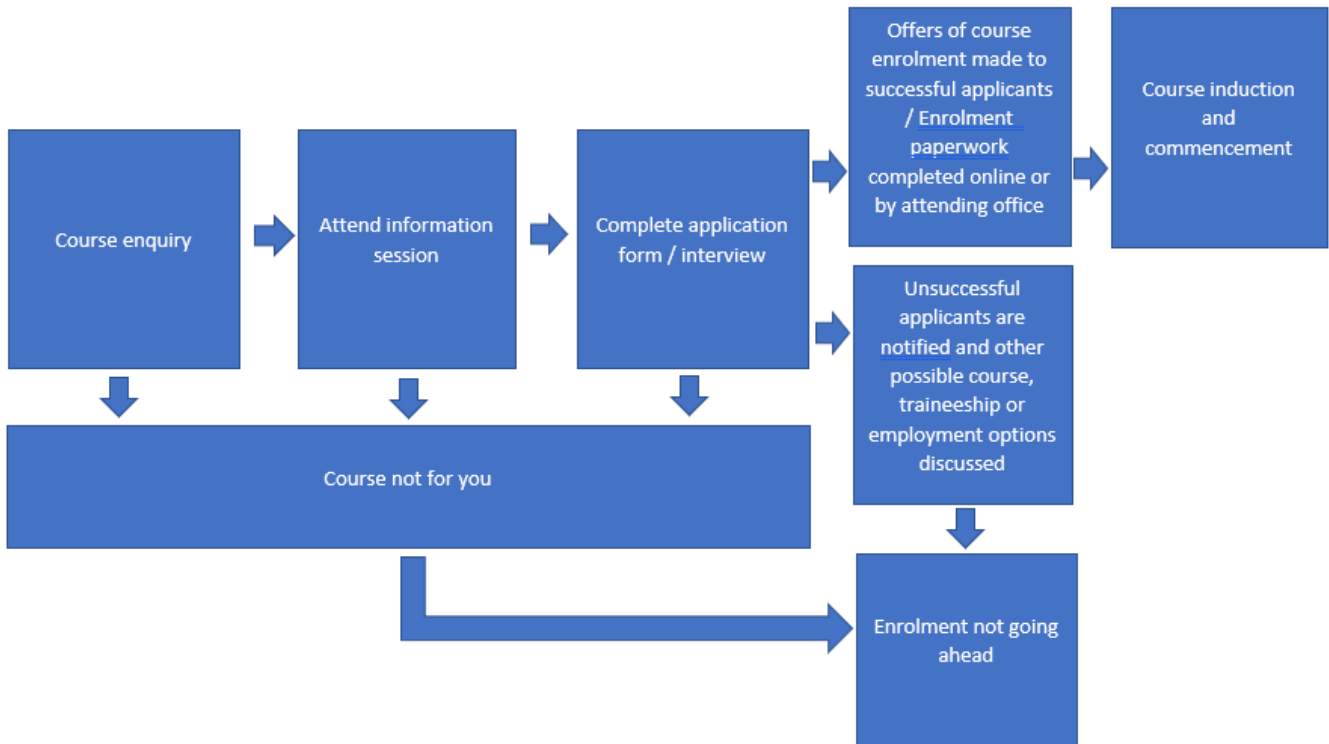 Course enquiry
Attend information
session
Complete application
form / interview
Offers of course
enrolment made to
successful applicants
/ Enrolment
paperwork
completed online or
by attending office
Course induction
and
commencement
Unsuccessful
applicants are
notified and other
possible course,
traineeship or
employment options
discussed
Course not for you
Enrolment not going
ahead